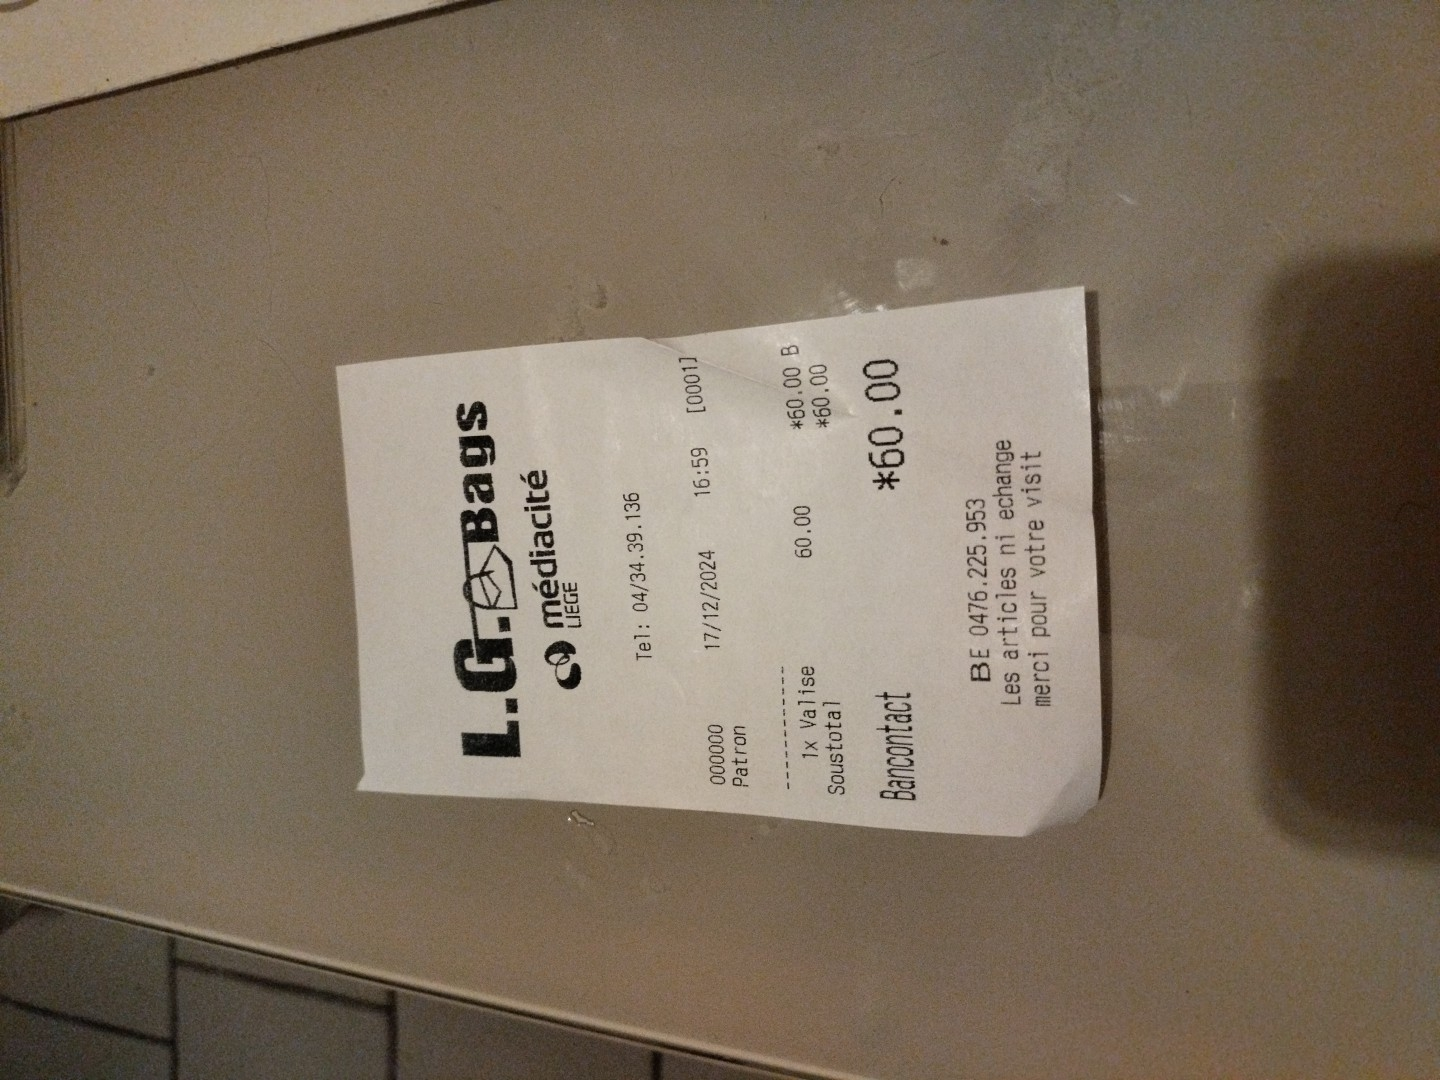 L.G. Bags
médiacité
LIEGE
Tel: 04/34.39.136
000000 17/12/2024 16:59 [0001]
Patron
------------
1x Valise 60.00 *60.00 B
Soustotal *60.00
Bancontact *60.00
BE 0476.225.953
Les articles ni echange
merci pour votre visit